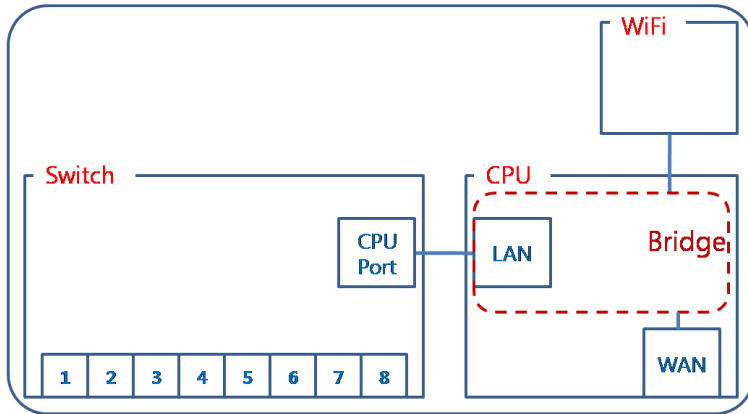 WiFi
Switch
CPU
CPU
Port
LAN
Bridge
WAN
1 2 3 4 5 6 7 8